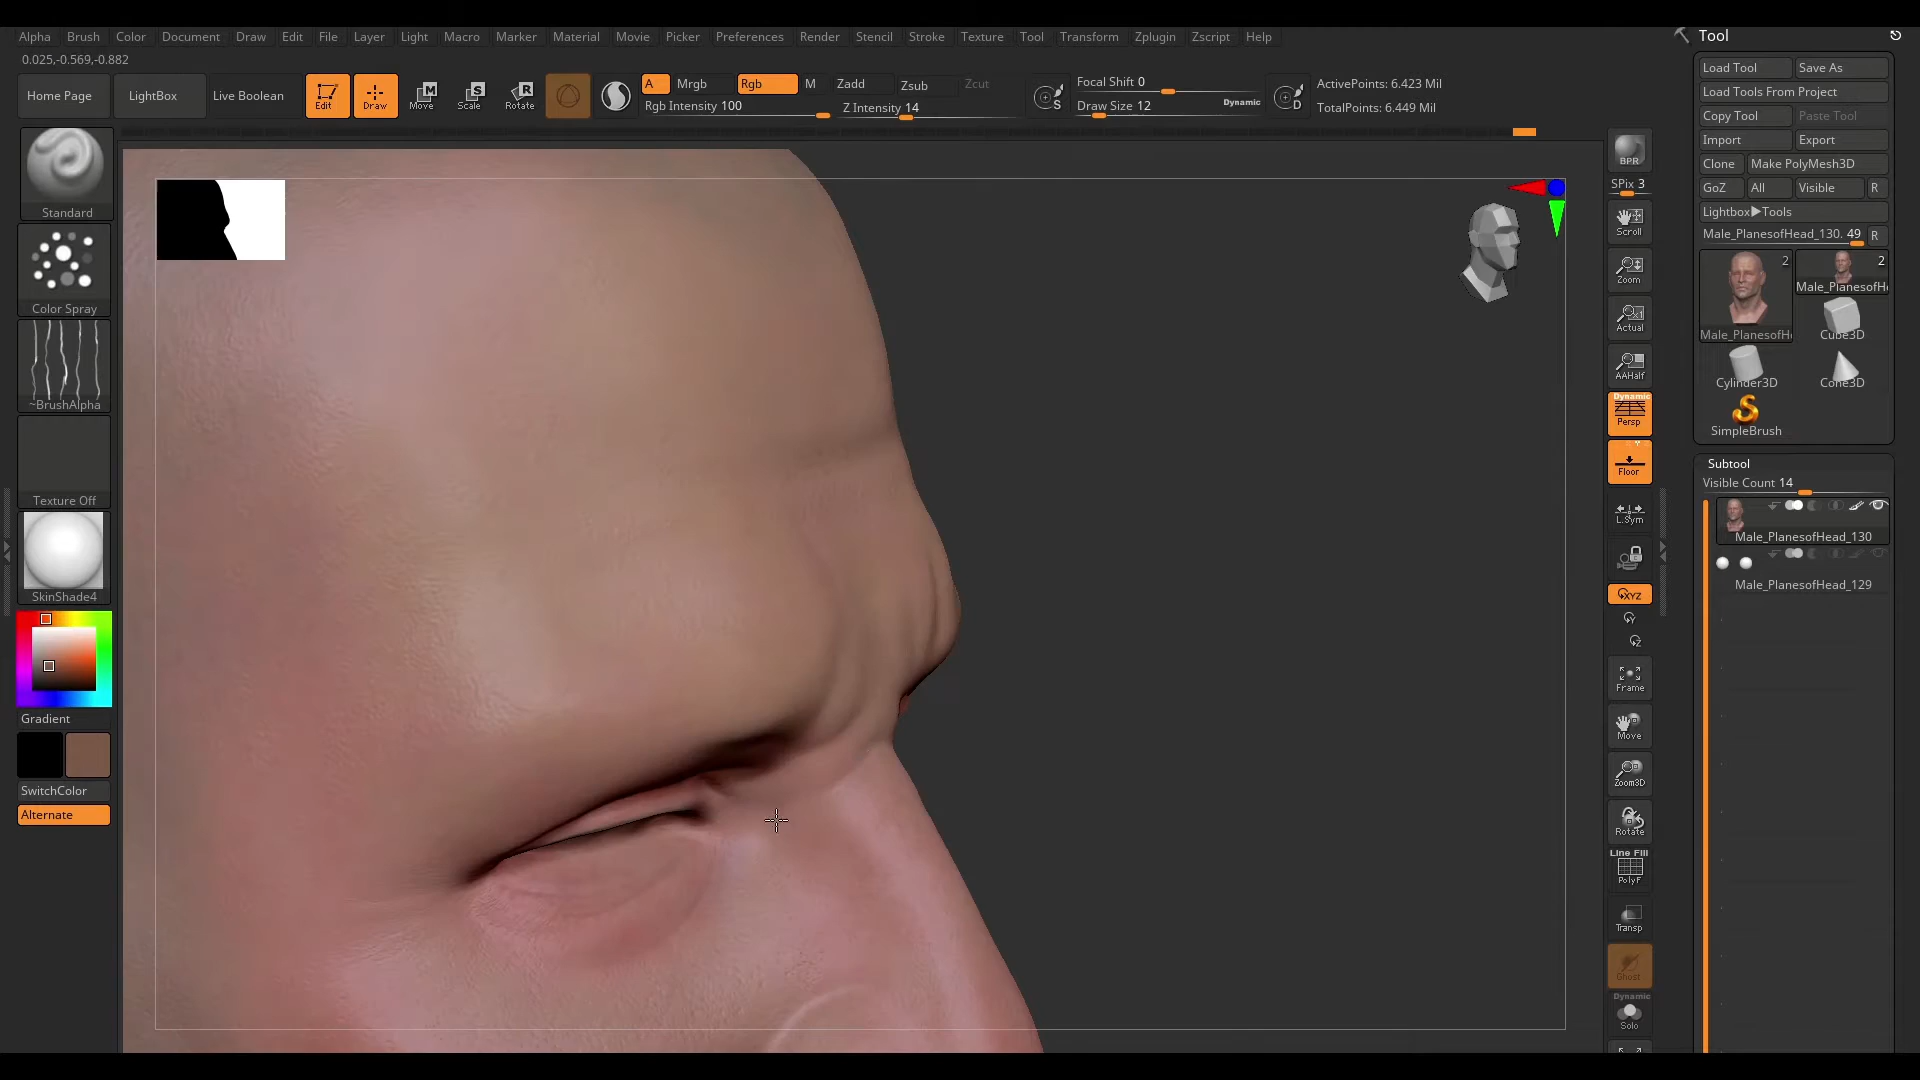 Alpha Brush Color Document Draw Edit File Layer Light Macro Marker Material Movie Picker Preferences Render Stencil Stroke Texture Tool Transform Zplugin Zscript Help
Tool
0.025,-0.569,-0.882
Home Page
LightBox
Live Boolean
Edit
Draw
Move
Scale
Rotate
A
Mrgb
Rgb
M
Zadd
Zsub
Zcut
Rgb Intensity 100
Z Intensity 14
Focal Shift 0
Draw Size 12
Dynamic
ActivePoints: 6.423 Mil
TotalPoints: 6.449 Mil
Standard
Color Spray
~BrushAlpha
Texture Off
SkinShade4
Gradient
SwitchColor
Alternate
BPR
SPix 3
Scroll
Zoom
Actual
AAHalf
Dynamic
Persp
Floor
L.Sym
XYZ
Y
Z
Frame
Move
Zoom3D
Rotate
Line Fill
PolyF
Transp
Ghost
Dynamic
Solo
Load Tool
Save As
Load Tools From Project
Copy Tool
Paste Tool
Import
Export
Clone
Make PolyMesh3D
GoZ
All
Visible
R
Lightbox▶Tools
Male_PlanesofHead_130. 49
R
2
2
Male_PlanesofH
Male_PlanesofHe
Cube3D
Cylinder3D
Cone3D
SimpleBrush
Subtool
Visible Count 14
Male_PlanesofHead_130
Male_PlanesofHead_129